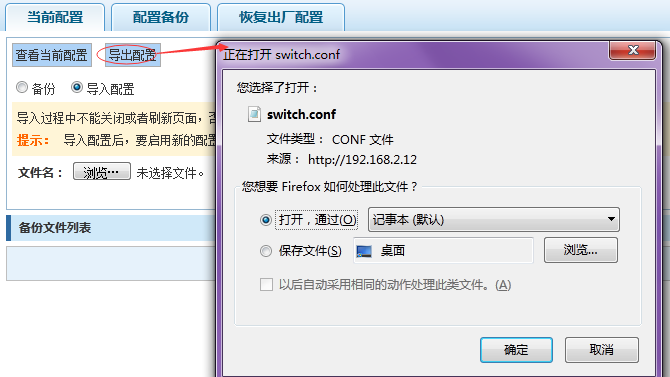 当前配置 配置备份 恢复出厂配置
查看当前配置 导出配置
备份 导入配置
导入过程中不能关闭或者刷新页面，否
提示： 导入配置后，要启用新的配置
文件名： 浏览… 未选择文件。
备份文件列表
正在打开 switch.conf
您选择了打开：
switch.conf
文件类型： CONF 文件
来源： http://192.168.2.12
您想要 Firefox 如何处理此文件？
打开，通过(O) 记事本 (默认)
保存文件(S) 桌面 浏览...
以后自动采用相同的动作处理此类文件。(A)
确定 取消